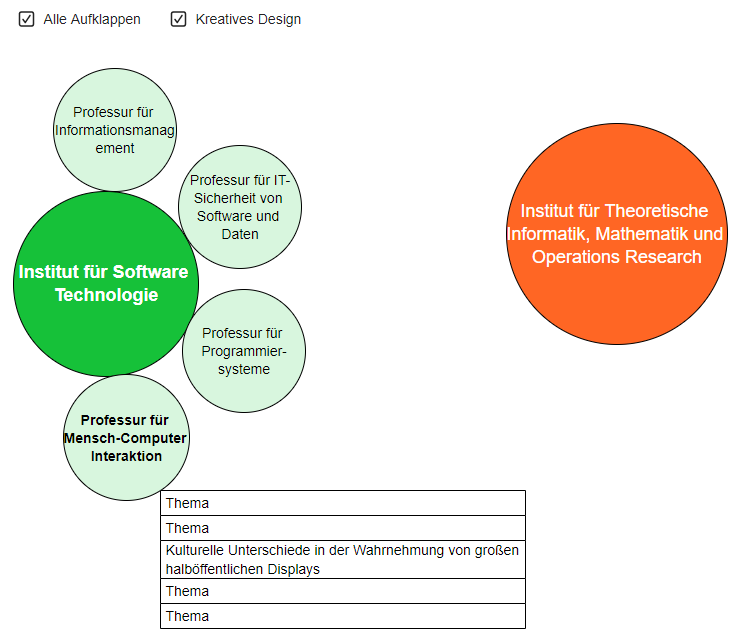 Alle Aufklappen
Kreatives Design
Professur für
Informationsmanag
ement
Professur für IT-
Sicherheit von
Software und
Daten
Institut für Software
Technologie
Professur für
Programmier-
systeme
Professur für
Mensch-Computer
Interaktion
Institut für Theoretische
Informatik, Mathematik und
Operations Research
Thema
Thema
Kulturelle Unterschiede in der Wahrnehmung von großen
halböffentlichen Displays
Thema
Thema